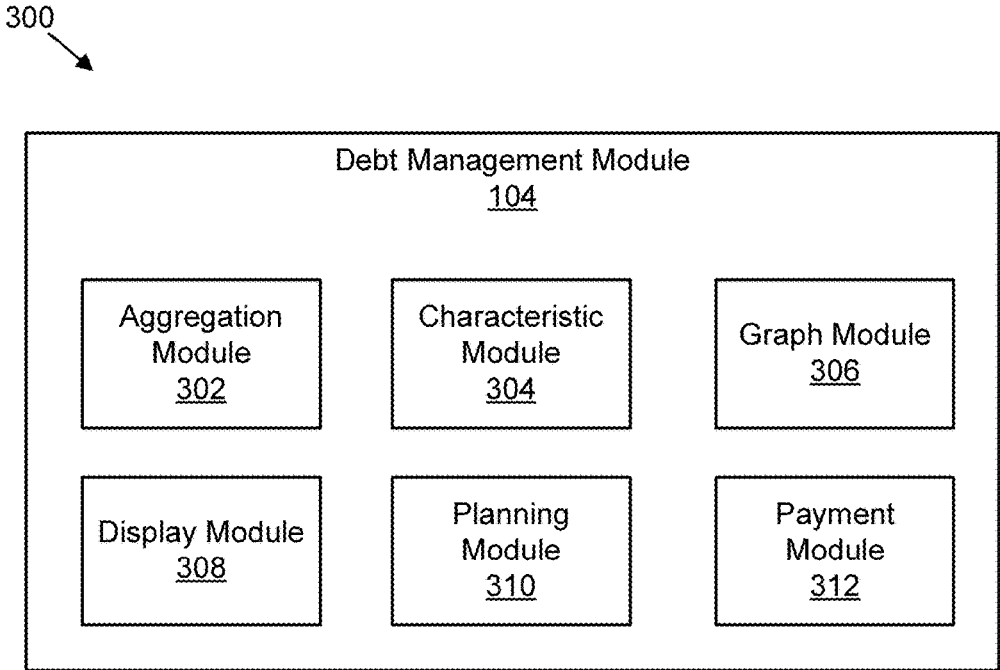 300
Debt Management Module
104
Aggregation
Module
302
Characteristic
Module
304
Graph Module
306
Display Module
308
Planning
Module
310
Payment
Module
312